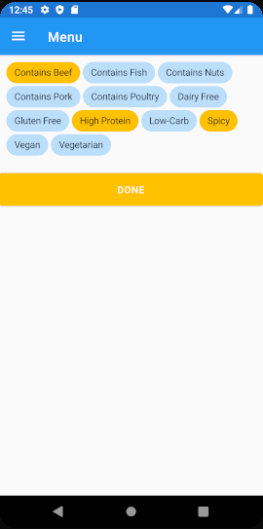 12:45
Menu
Contains Beef Contains Fish Contains Nuts
Contains Pork Contains Poultry Dairy Free
Gluten Free High Protein Low-Carb Spicy
Vegan Vegetarian
DONE